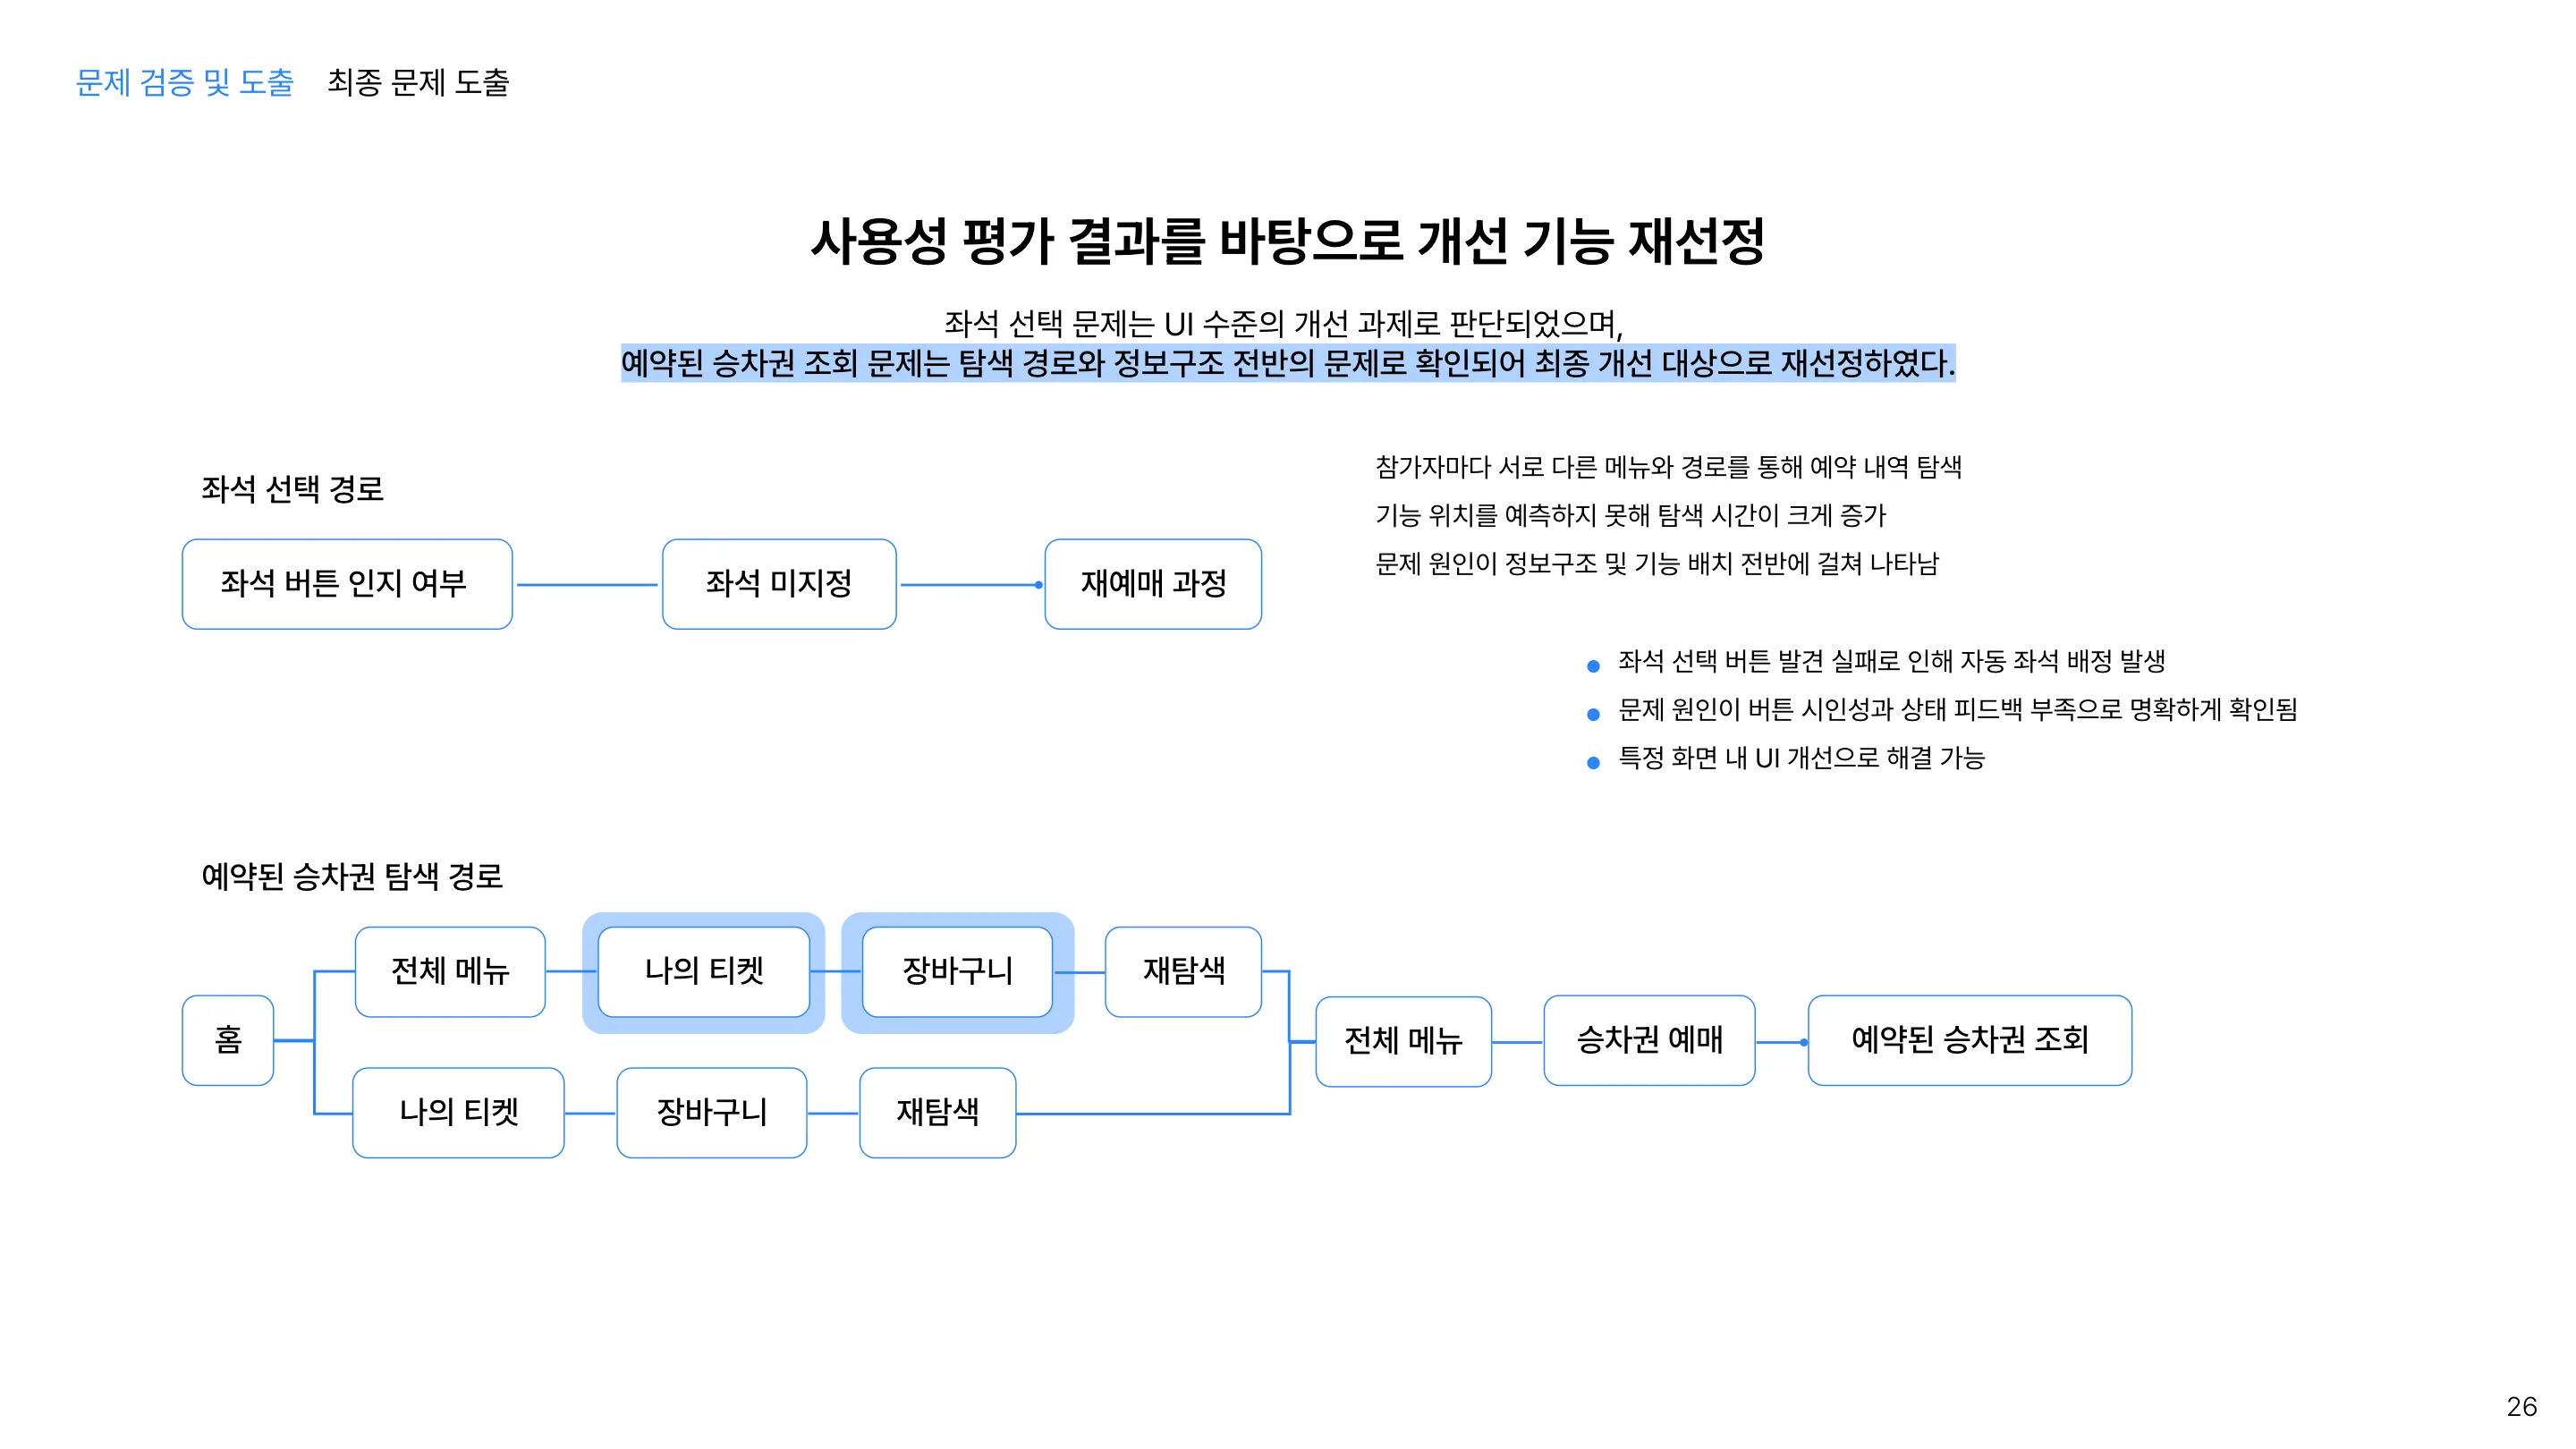 문제 검증 및 도출 최종 문제 도출
사용성 평가 결과를 바탕으로 개선 기능 재선정
좌석 선택 문제는 UI 수준의 개선 과제로 판단되었으며,
예약된 승차권 조회 문제는 탐색 경로와 정보구조 전반의 문제로 확인되어 최종 개선 대상으로 재선정하였다.
좌석 선택 경로
좌석 버튼 인지 여부
좌석 미지정
재예매 과정
참가자마다 서로 다른 메뉴와 경로를 통해 예약 내역 탐색
기능 위치를 예측하지 못해 탐색 시간이 크게 증가
문제 원인이 정보구조 및 기능 배치 전반에 걸쳐 나타남
좌석 선택 버튼 발견 실패로 인해 자동 좌석 배정 발생
문제 원인이 버튼 시인성과 상태 피드백 부족으로 명확하게 확인됨
특정 화면 내 UI 개선으로 해결 가능
예약된 승차권 탐색 경로
홈
전체 메뉴
나의 티켓
장바구니
재탐색
나의 티켓
장바구니
재탐색
전체 메뉴
승차권 예매
예약된 승차권 조회
26